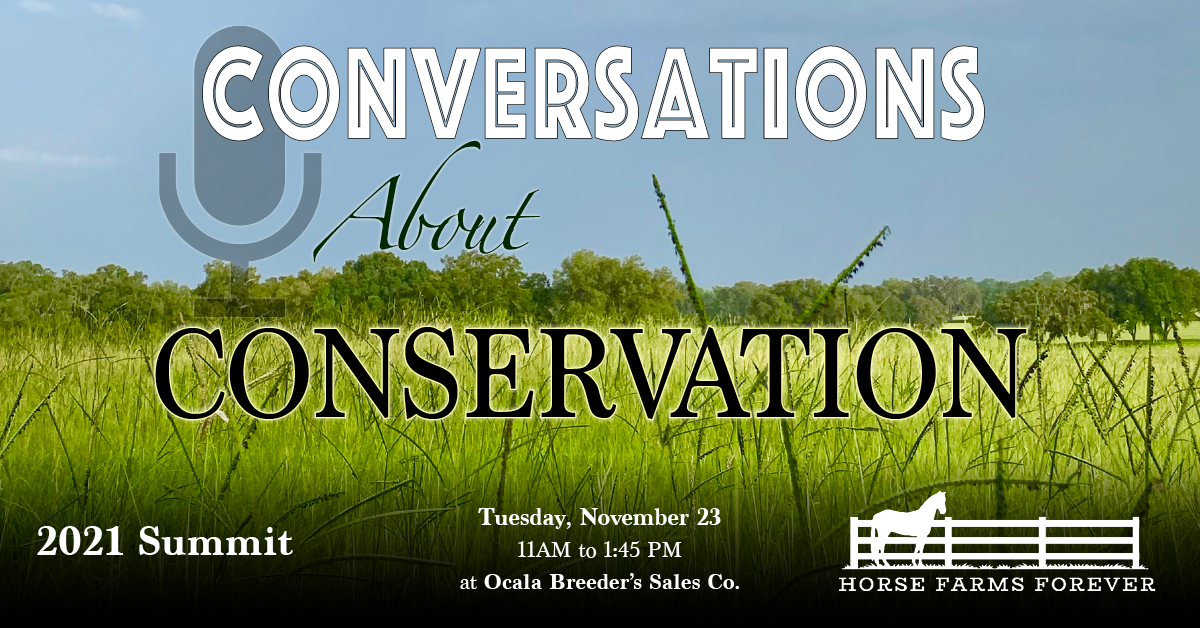 CONVERSATIONS
About
CONSERVATION
2021 Summit
Tuesday, November 23
11AM to 1:45 PM
at Ocala Breeder's Sales Co.
HORSE FARMS FOREVER